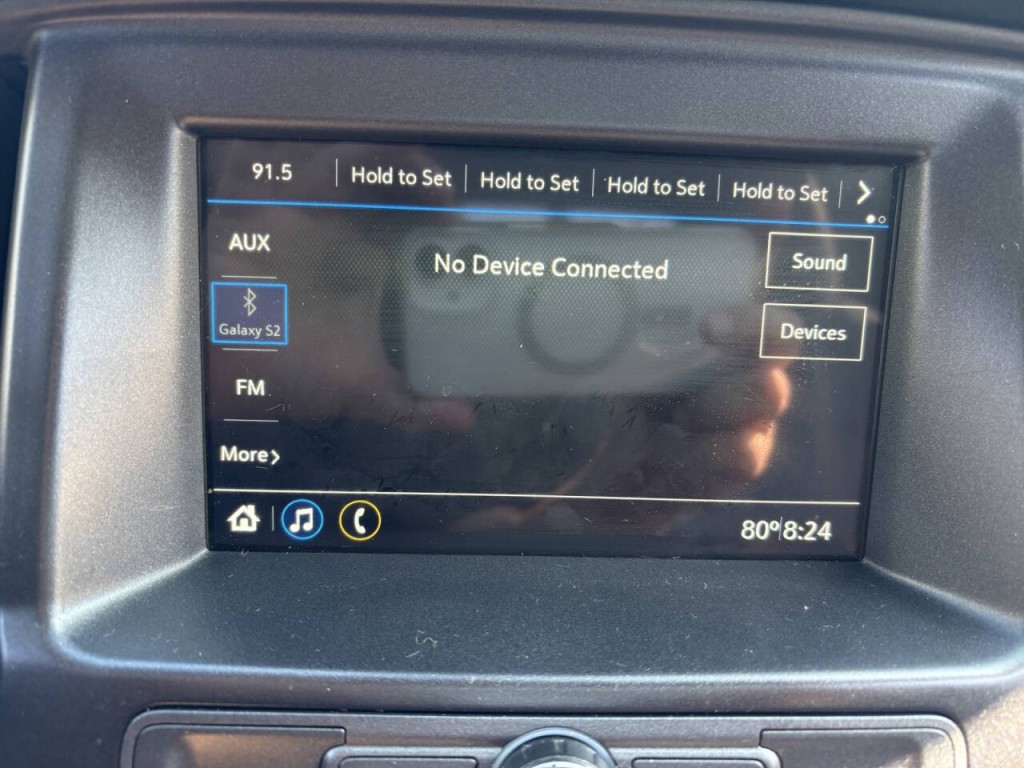 91.5 Hold to Set Hold to Set Hold to Set Hold to Set
AUX
No Device Connected
Sound
Galaxy S2
Devices
FM
More
80° 8:24